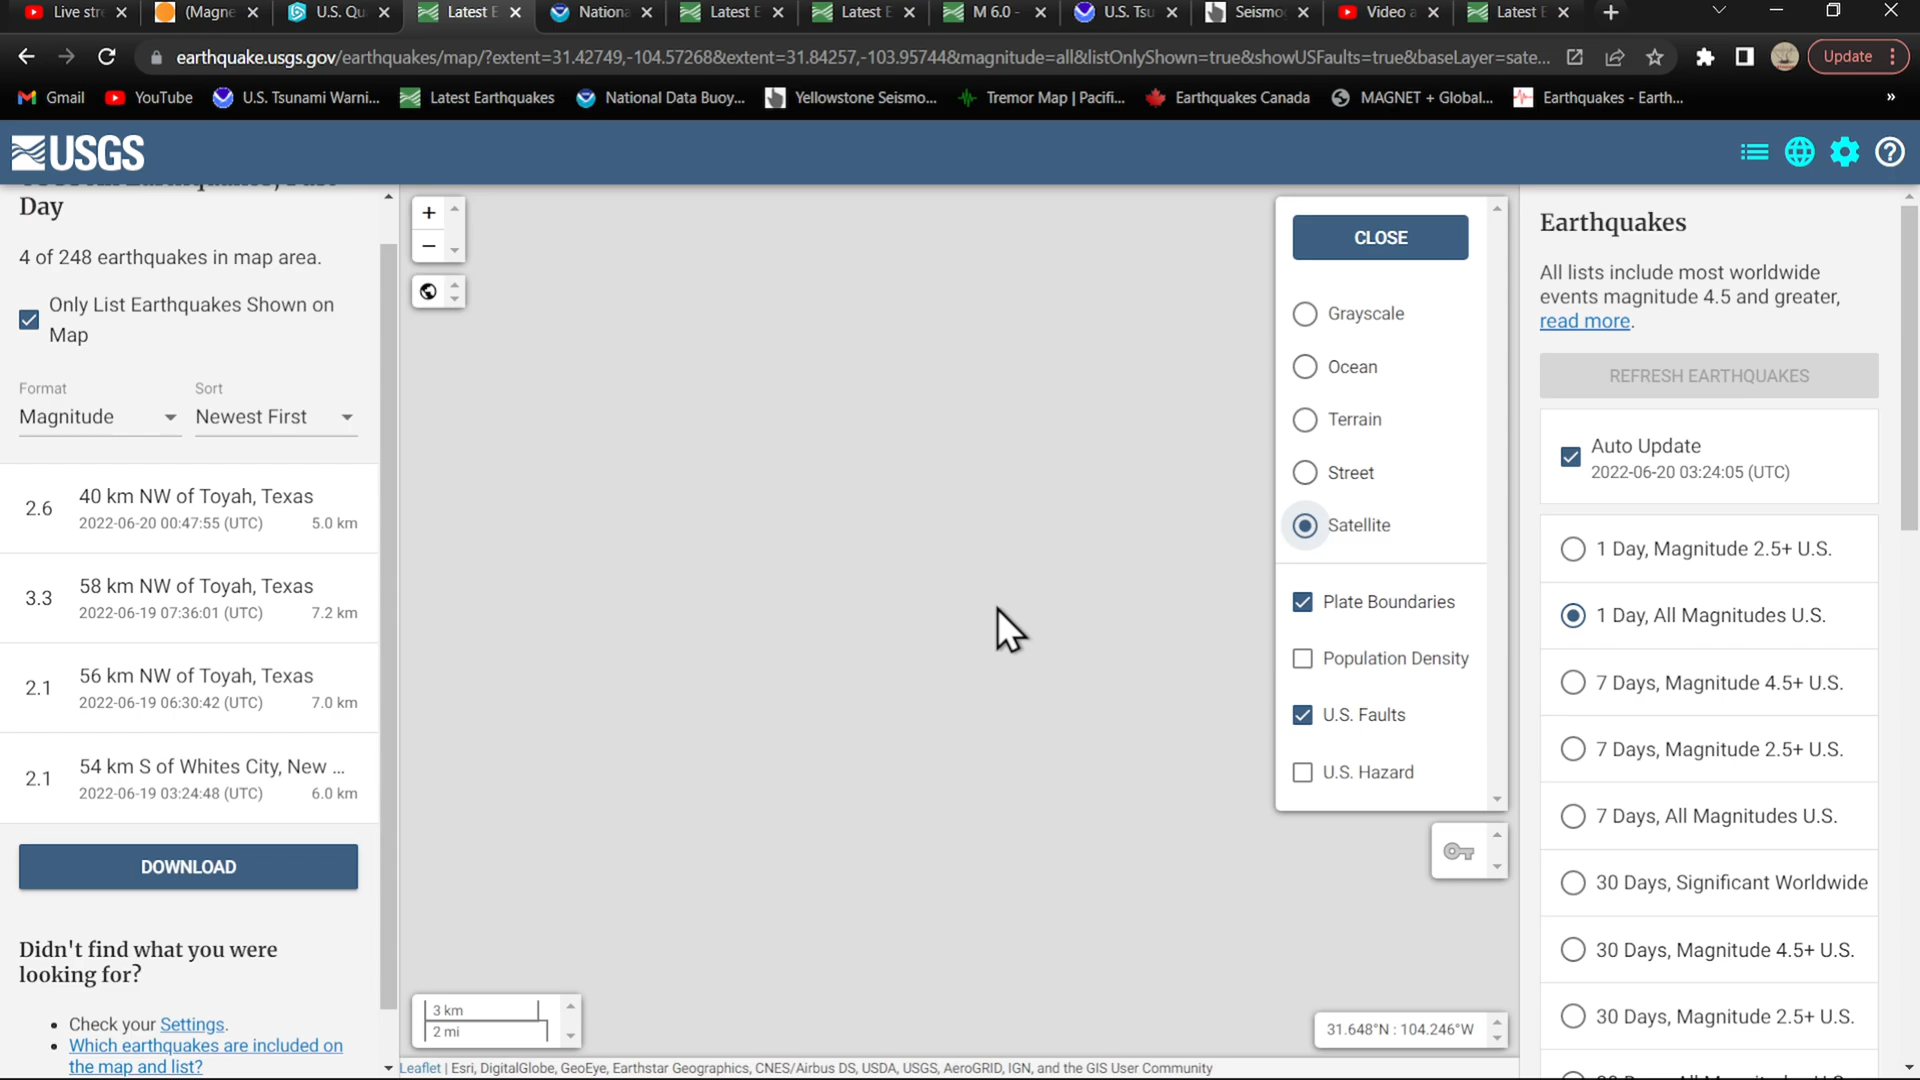 Live str
(Magne
U.S. Qu
Latest E
Nationa
Latest E
Latest E
M 6.0 -
U.S. Tsu
Seismo
Video a
Latest E
earthquake.usgs.gov/earthquakes/map/?extent=31.42749,-104.57268&extent=31.84257,-103.95744&magnitude=all&listOnlyShown=true&showUSFaults=true&baseLayer=sate...
Update
Gmail
YouTube
U.S. Tsunami Warni...
Latest Earthquakes
National Data Buoy...
Yellowstone Seismo...
Tremor Map | Pacifi...
Earthquakes Canada
MAGNET + Global...
Earthquakes - Earth...
»
USGS
Day
4 of 248 earthquakes in map area.
Only List Earthquakes Shown on
Map
Format
Sort
Magnitude
Newest First
2.6
40 km NW of Toyah, Texas
2022-06-20 00:47:55 (UTC)
5.0 km
3.3
58 km NW of Toyah, Texas
2022-06-19 07:36:01 (UTC)
7.2 km
2.1
56 km NW of Toyah, Texas
2022-06-19 06:30:42 (UTC)
7.0 km
2.1
54 km S of Whites City, New ...
2022-06-19 03:24:48 (UTC)
6.0 km
DOWNLOAD
Didn't find what you were
looking for?
• Check your Settings.
• Which earthquakes are included on
the map and list?
+
−
3 km
2 mi
CLOSE
Grayscale
Ocean
Terrain
Street
Satellite
Plate Boundaries
Population Density
U.S. Faults
U.S. Hazard
31.648°N : 104.246°W
Leaflet | Esri, DigitalGlobe, GeoEye, Earthstar Geographics, CNES/Airbus DS, USDA, USGS, AeroGRID, IGN, and the GIS User Community
Earthquakes
All lists include most worldwide
events magnitude 4.5 and greater,
read more.
REFRESH EARTHQUAKES
Auto Update
2022-06-20 03:24:05 (UTC)
1 Day, Magnitude 2.5+ U.S.
1 Day, All Magnitudes U.S.
7 Days, Magnitude 4.5+ U.S.
7 Days, Magnitude 2.5+ U.S.
7 Days, All Magnitudes U.S.
30 Days, Significant Worldwide
30 Days, Magnitude 4.5+ U.S.
30 Days, Magnitude 2.5+ U.S.